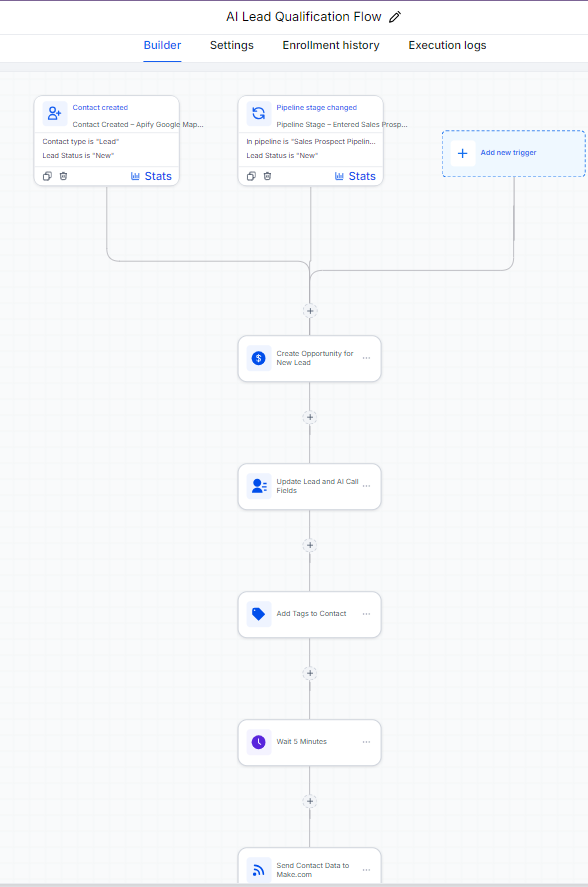 AI Lead Qualification Flow
Builder Settings Enrollment history Execution logs
Contact created
Contact Created – Apify Google Map...
Contact type is "Lead"
Lead Status is "New"
Stats
Pipeline stage changed
Pipeline Stage – Entered Sales Prosp...
In pipeline is "Sales Prospect Pipelin...
Lead Status is "New"
Stats
Add new trigger
Create Opportunity for
New Lead
Update Lead and AI Call
Fields
Add Tags to Contact
Wait 5 Minutes
Send Contact Data to
Make.com